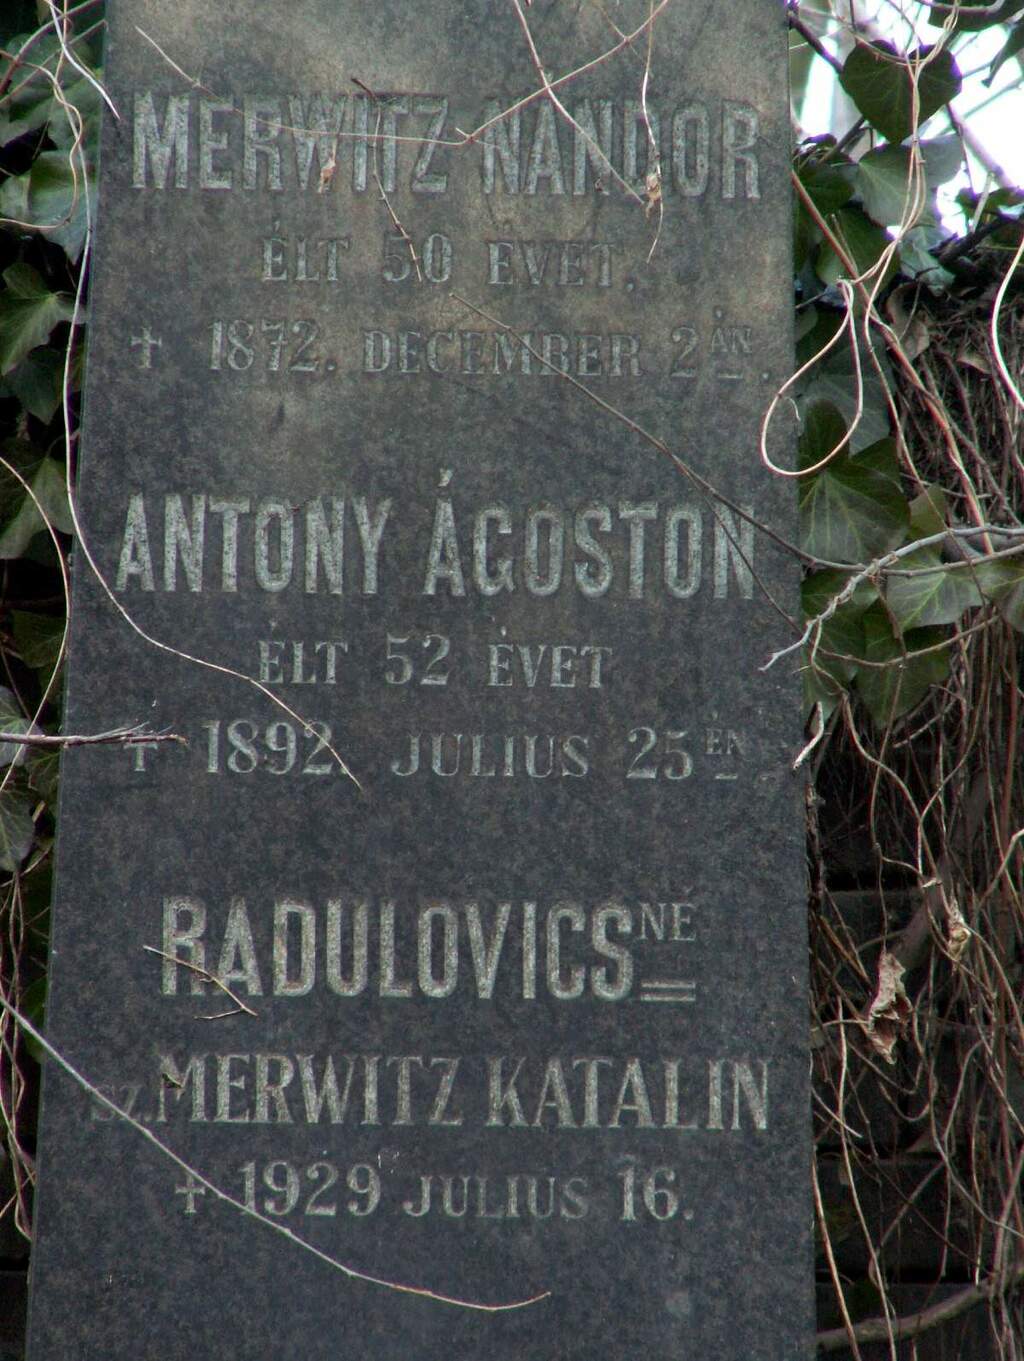 MERWITZ NÁNDOR
ÉLT 50 ÉVET.
† 1872. DECEMBER 2ÁN.
ANTONY ÁGOSTON
ÉLT 52 ÉVET
† 1892. JULIUS 25ÉN.
RADULOVICSNÉ
SZ. MERWITZ KATALIN
† 1929 JULIUS 16.